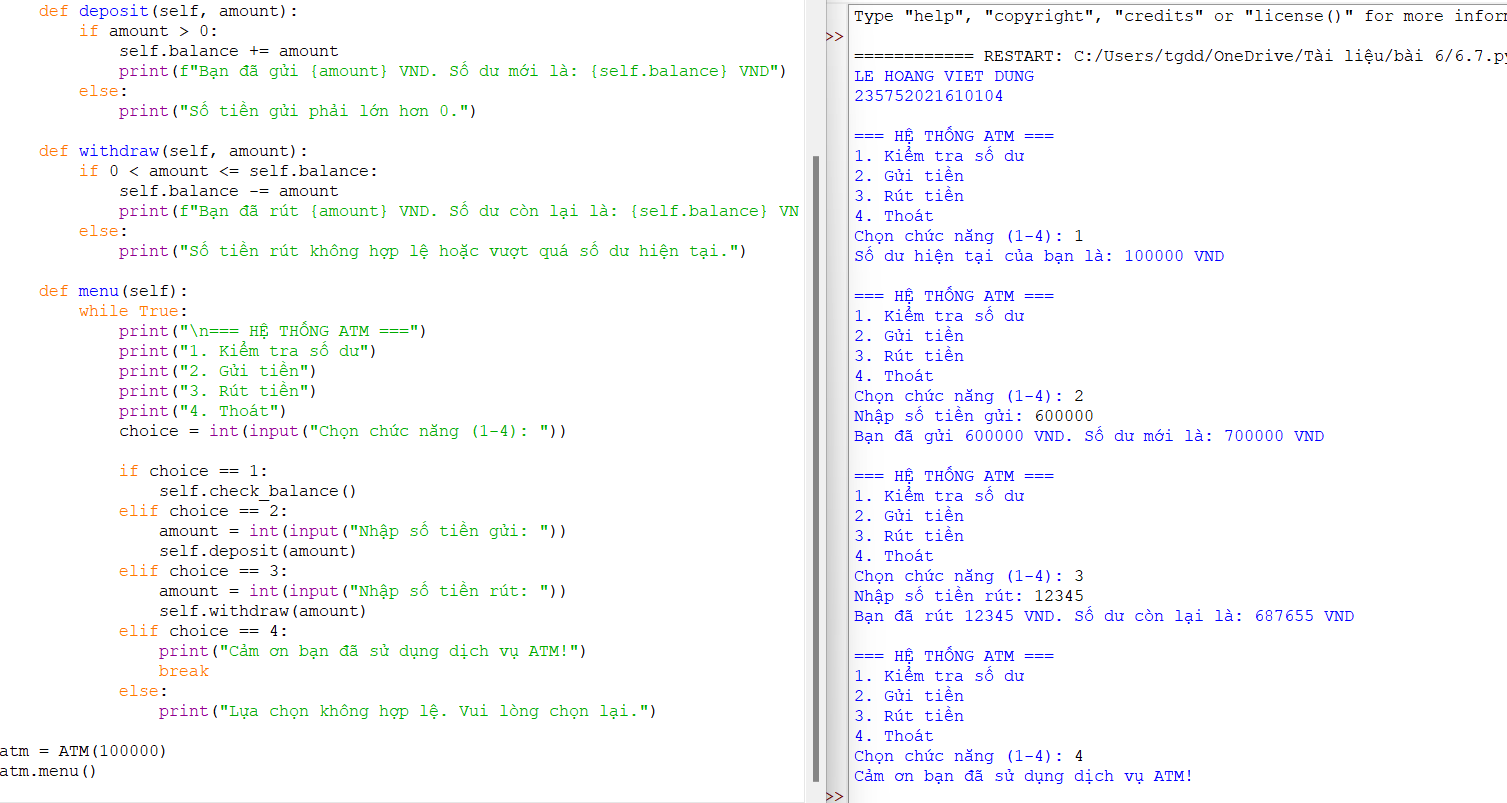 def deposit(self, amount):
if amount > 0:
self.balance += amount
print(f"Bạn đã gửi {amount} VND. Số dư mới là: {self.balance} VND")
else:
print("Số tiền gửi phải lớn hơn 0.")
def withdraw(self, amount):
if 0 < amount <= self.balance:
self.balance -= amount
print(f"Bạn đã rút {amount} VND. Số dư còn lại là: {self.balance} VN
else:
print("Số tiền rút không hợp lệ hoặc vượt quá số dư hiện tại.")
def menu(self):
while True:
print("\n=== HỆ THỐNG ATM ===")
print("1. Kiểm tra số dư")
print("2. Gửi tiền")
print("3. Rút tiền")
print("4. Thoát")
choice = int(input("Chọn chức năng (1-4): "))
if choice == 1:
self.check_balance()
elif choice == 2:
amount = int(input("Nhập số tiền gửi: "))
self.deposit(amount)
elif choice == 3:
amount = int(input("Nhập số tiền rút: "))
self.withdraw(amount)
elif choice == 4:
print("Cảm ơn bạn đã sử dụng dịch vụ ATM!")
break
else:
print("Lựa chọn không hợp lệ. Vui lòng chọn lại.")
atm = ATM(100000)
atm.menu()
Type "help", "copyright", "credits" or "license()" for more infor
>>
============ RESTART: C:/Users/tgdd/OneDrive/Tài liệu/bài 6/6.7.py
LE HOANG VIET DUNG
235752021610104
=== HỆ THỐNG ATM ===
1. Kiểm tra số dư
2. Gửi tiền
3. Rút tiền
4. Thoát
Chọn chức năng (1-4): 1
Số dư hiện tại của bạn là: 100000 VND
=== HỆ THỐNG ATM ===
1. Kiểm tra số dư
2. Gửi tiền
3. Rút tiền
4. Thoát
Chọn chức năng (1-4): 2
Nhập số tiền gửi: 600000
Bạn đã gửi 600000 VND. Số dư mới là: 700000 VND
=== HỆ THỐNG ATM ===
1. Kiểm tra số dư
2. Gửi tiền
3. Rút tiền
4. Thoát
Chọn chức năng (1-4): 3
Nhập số tiền rút: 12345
Bạn đã rút 12345 VND. Số dư còn lại là: 687655 VND
=== HỆ THỐNG ATM ===
1. Kiểm tra số dư
2. Gửi tiền
3. Rút tiền
4. Thoát
Chọn chức năng (1-4): 4
Cảm ơn bạn đã sử dụng dịch vụ ATM!
>>